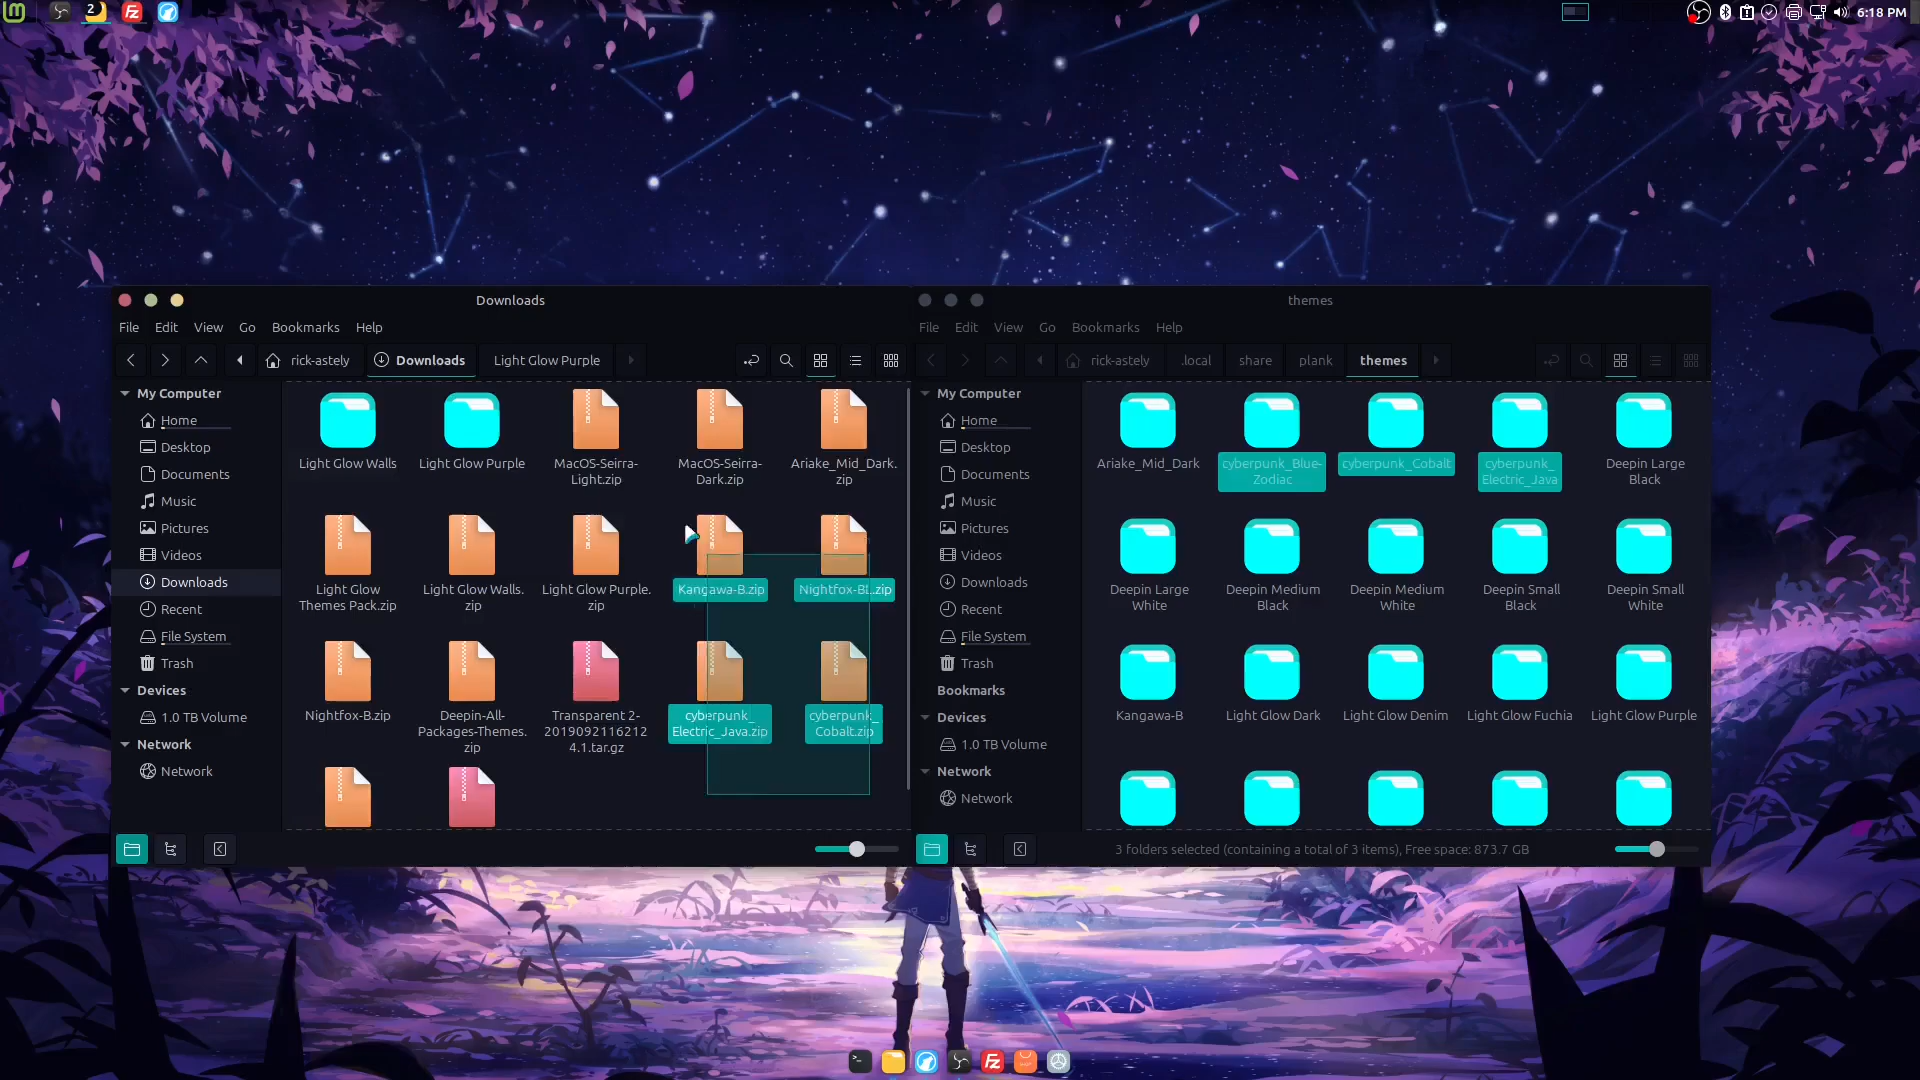 2
6:18 PM
Downloads
File Edit View Go Bookmarks Help
rick-astely Downloads Light Glow Purple
My Computer
Home
Desktop
Documents
Music
Pictures
Videos
Downloads
Recent
File System
Trash
Devices
1.0 TB Volume
Network
Network
Light Glow Walls
Light Glow Purple
MacOS-Seirra-
Light.zip
MacOS-Seirra-
Dark.zip
Ariake_Mid_Dark.
zip
Light Glow
Themes Pack.zip
Light Glow Walls.
zip
Light Glow Purple.
zip
Kangawa-B.zip
Nightfox-BL.zip
Nightfox-B.zip
Deepin-All-
Packages-Themes.
zip
Transparent 2-
2019092116212
4.1.tar.gz
cyberpunk_
Electric_Java.zip
cyberpunk_
Cobalt.zip
themes
File Edit View Go Bookmarks Help
rick-astely .local share plank themes
My Computer
Home
Desktop
Documents
Music
Pictures
Videos
Downloads
Recent
File System
Trash
Bookmarks
Devices
1.0 TB Volume
Network
Network
Ariake_Mid_Dark
cyberpunk_Blue-
Zodiac
cyberpunk_Cobalt
cyberpunk_
Electric_Java
Deepin Large
Black
Deepin Large
White
Deepin Medium
Black
Deepin Medium
White
Deepin Small
Black
Deepin Small
White
Kangawa-B
Light Glow Dark
Light Glow Denim
Light Glow Fuchia
Light Glow Purple
3 folders selected (containing a total of 3 items), Free space: 873.7 GB
Fz
Fz